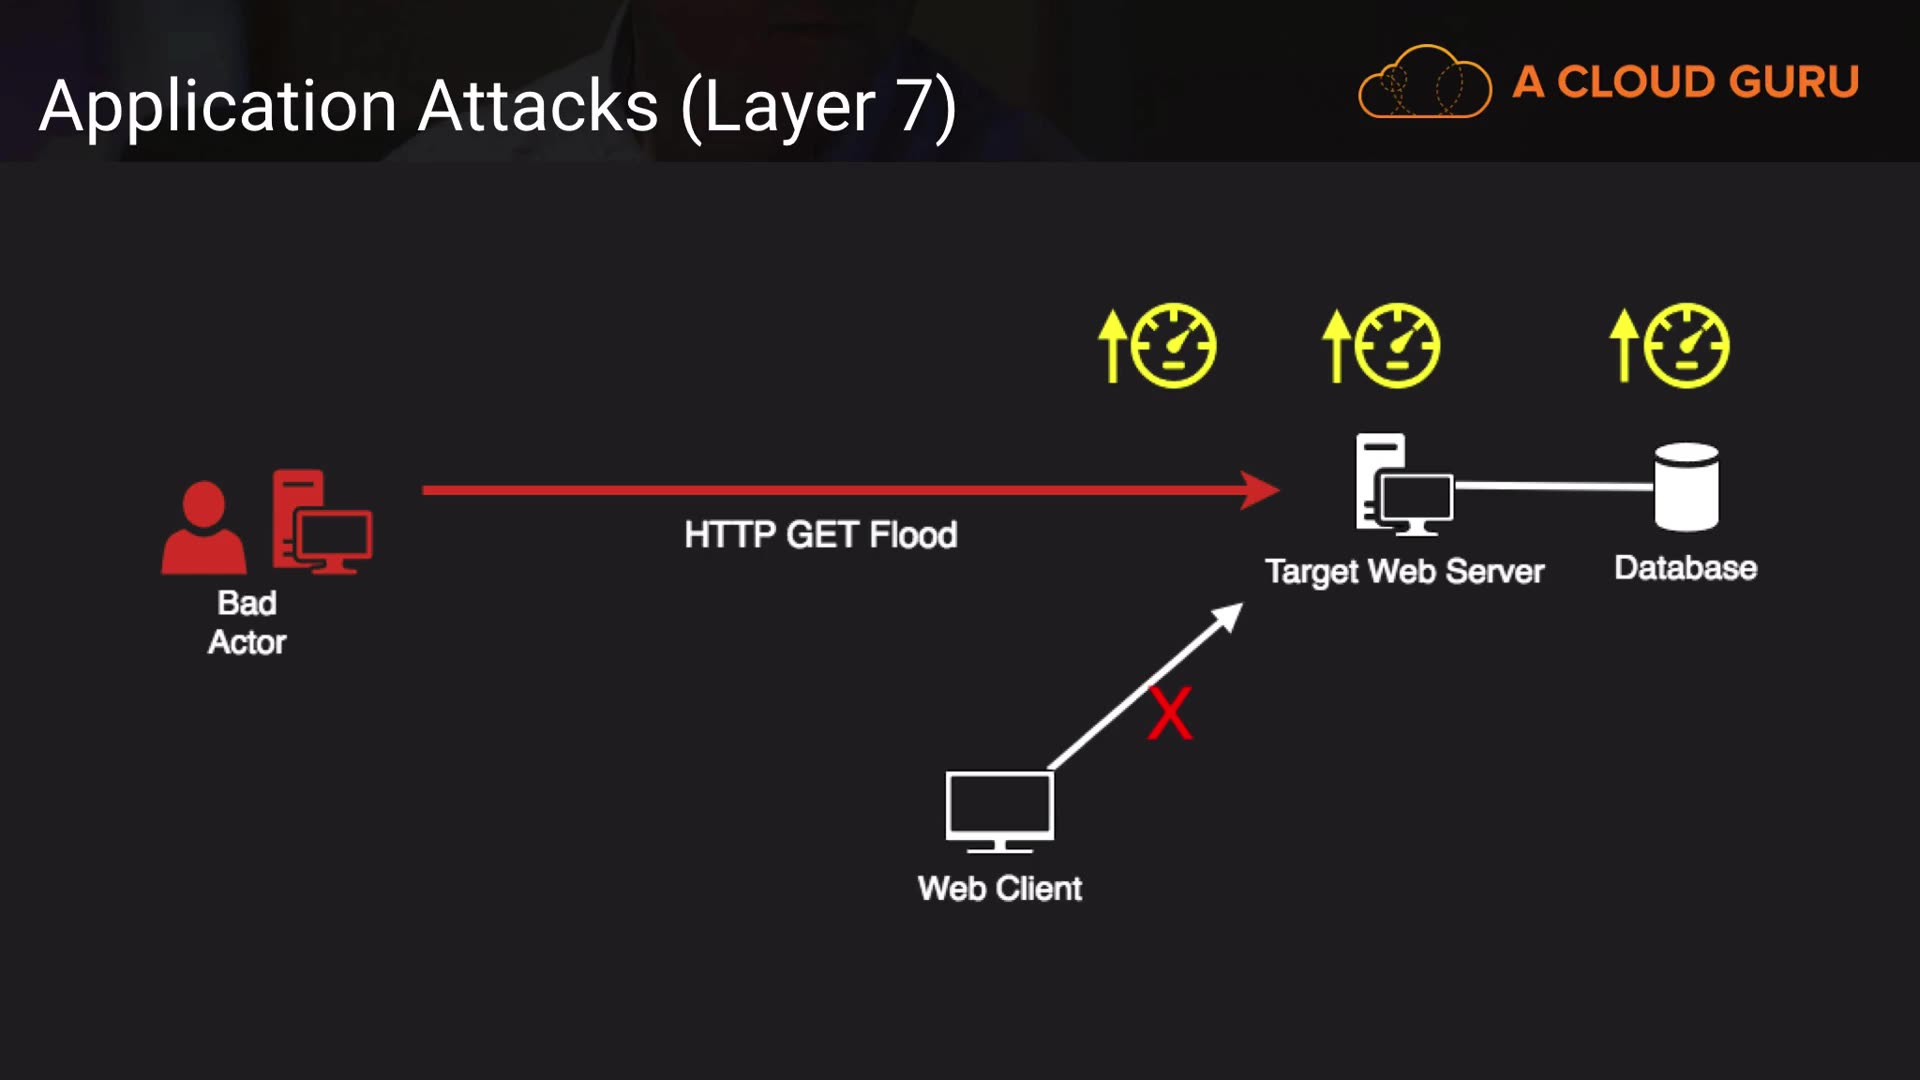 Application Attacks (Layer 7)
A CLOUD GURU
HTTP GET Flood
Target Web Server
Database
Bad
Actor
X
Web Client